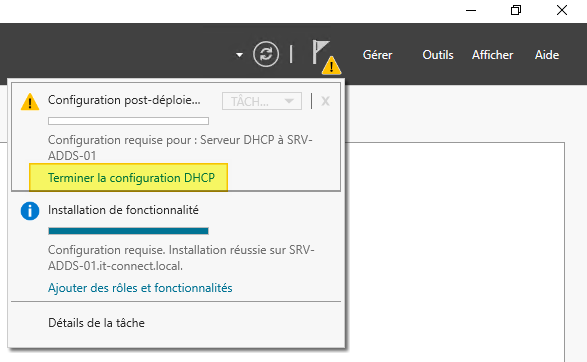 Gérer Outils Afficher Aide
Configuration post-déploie... TÂCH... X
Configuration requise pour : Serveur DHCP à SRV-
ADDS-01
Terminer la configuration DHCP
Installation de fonctionnalité
Configuration requise. Installation réussie sur SRV-
ADDS-01.it-connect.local.
Ajouter des rôles et fonctionnalités
Détails de la tâche